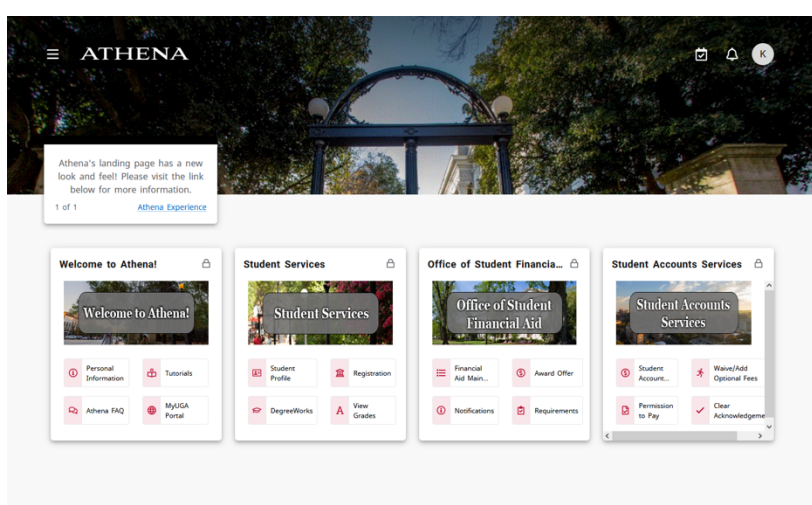 ATHENA
K
Athena's landing page has a new
look and feel! Please visit the link
below for more information.
1 of 1 Athena Experience
Welcome to Athena!
Welcome to Athena!
Personal
Information
Tutorials
Athena FAQ
MyUGA
Portal
Student Services
Student Services
Student
Profile
Registration
DegreeWorks
View
Grades
Office of Student Financia...
Office of Student
Financial Aid
Financial
Aid Main...
Award Offer
Notifications
Requirements
Student Accounts Services
Student Accounts
Services
Student
Account...
Waive/Add
Optional Fees
Permission
to Pay
Clear
Acknowledgeme